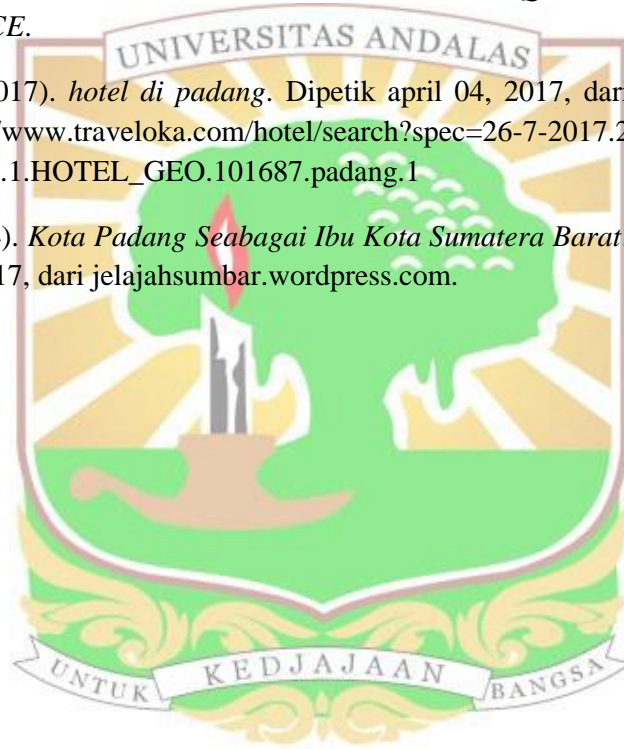 CE.
UNIVERSITAS ANDALAS
017). hotel di padang. Dipetik april 04, 2017, dari
/www.traveloka.com/hotel/search?spec=26-7-2017.2
.1.HOTEL_GEO.101687.padang.1
). Kota Padang Seabagai Ibu Kota Sumatera Barat.
17, dari jelajahsumbar.wordpress.com.
UNTUK KEDJAJAAN BANGSA